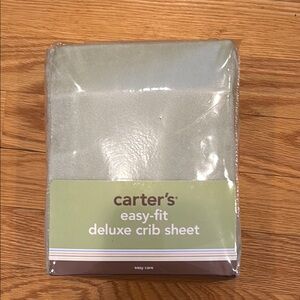 carter's®
easy-fit
deluxe crib sheet
easy care